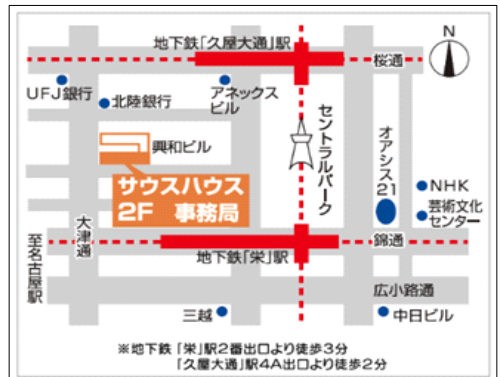 N
地下鉄「久屋大通」駅
桜通
UFJ銀行
北陸銀行
アネックス
ビル
興和ビル
セントラルパーク
オアシス21
サウスハウス
2F 事務局
NHK
芸術文化
センター
大津通
至名古屋駅
錦通
地下鉄「栄」駅
広小路通
三越
中日ビル
※地下鉄「栄」駅2番出口より徒歩3分
「久屋大通」駅4A出口より徒歩2分